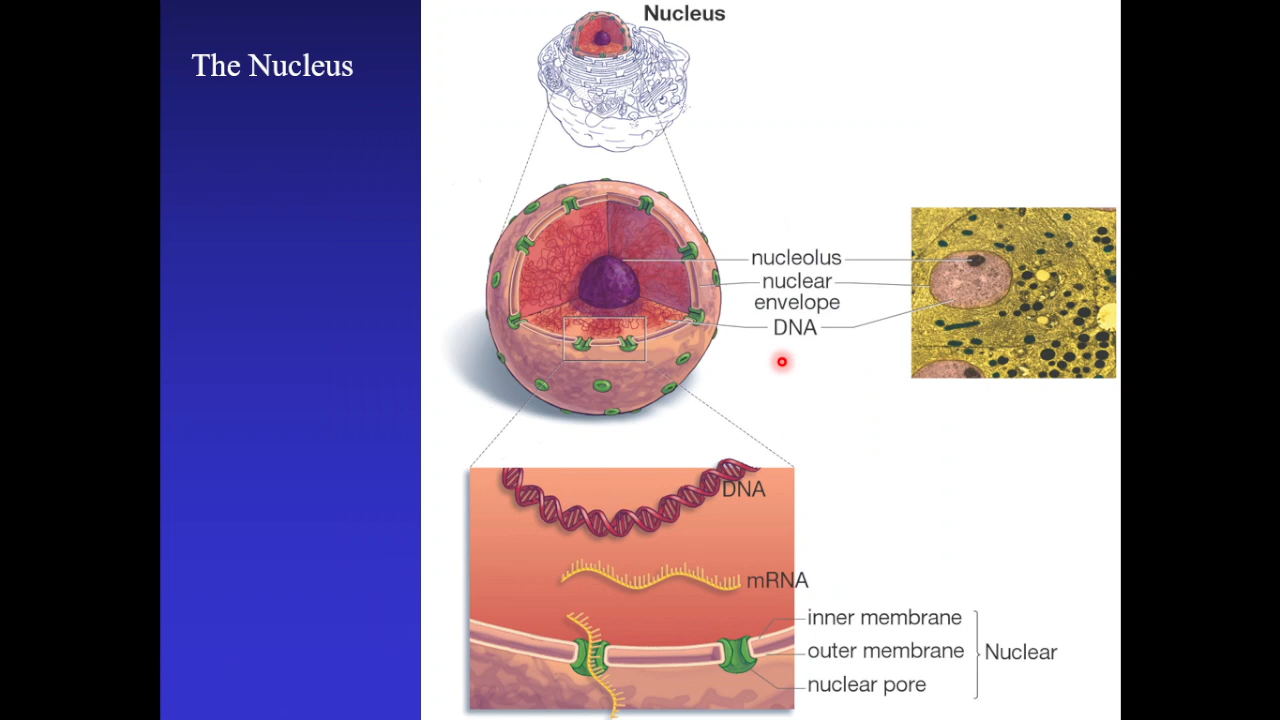 The Nucleus
Nucleus
nucleolus
nuclear
envelope
DNA
DNA
mRNA
inner membrane
outer membrane
nuclear pore
Nuclear